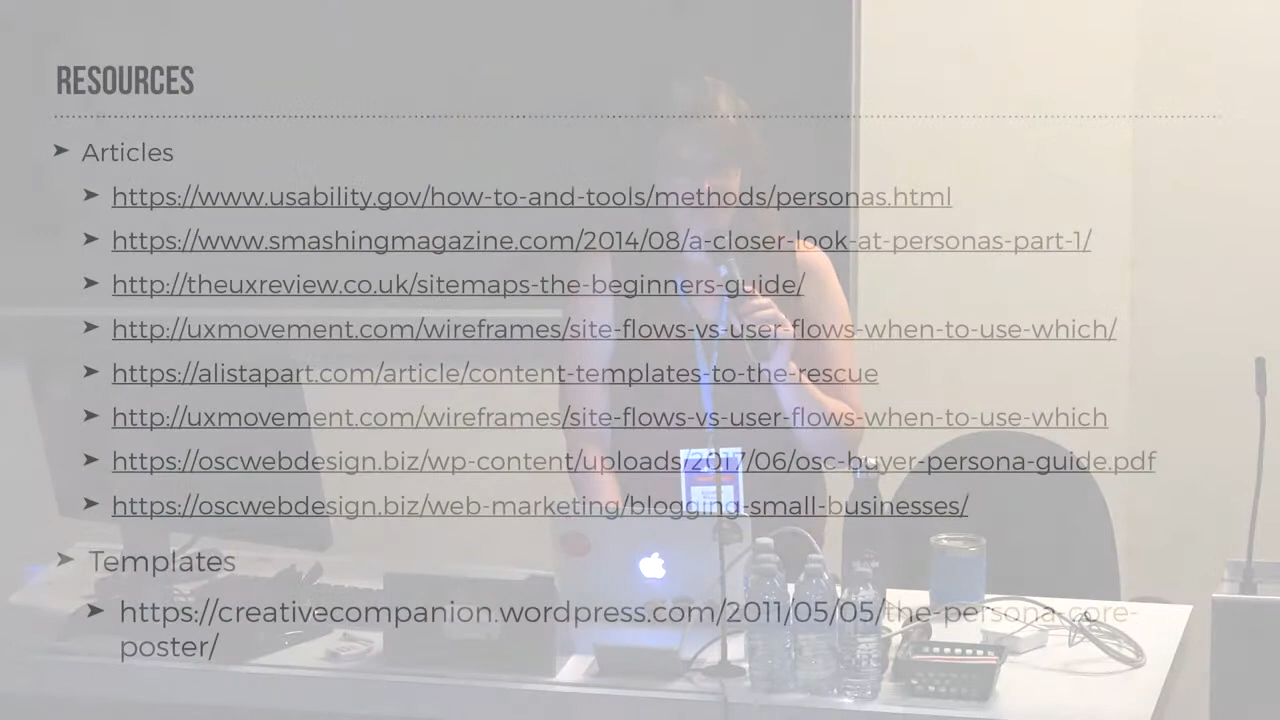 RESOURCES
Articles
https://www.usability.gov/how-to-and-tools/methods/personas.html
https://www.smashingmagazine.com/2014/08/a-closer-look-at-personas-part-1/
http://theuxreview.co.uk/sitemaps-the-beginners-guide/
http://uxmovement.com/wireframes/site-flows-vs-user-flows-when-to-use-which/
https://alistapart.com/article/content-templates-to-the-rescue
http://uxmovement.com/wireframes/site-flows-vs-user-flows-when-to-use-which
https://oscwebdesign.biz/wp-content/uploads/2017/06/osc-buyer-persona-guide.pdf
https://oscwebdesign.biz/web-marketing/blogging-small-businesses/
Templates
https://creativecompanion.wordpress.com/2011/05/05/the-persona-core-
poster/